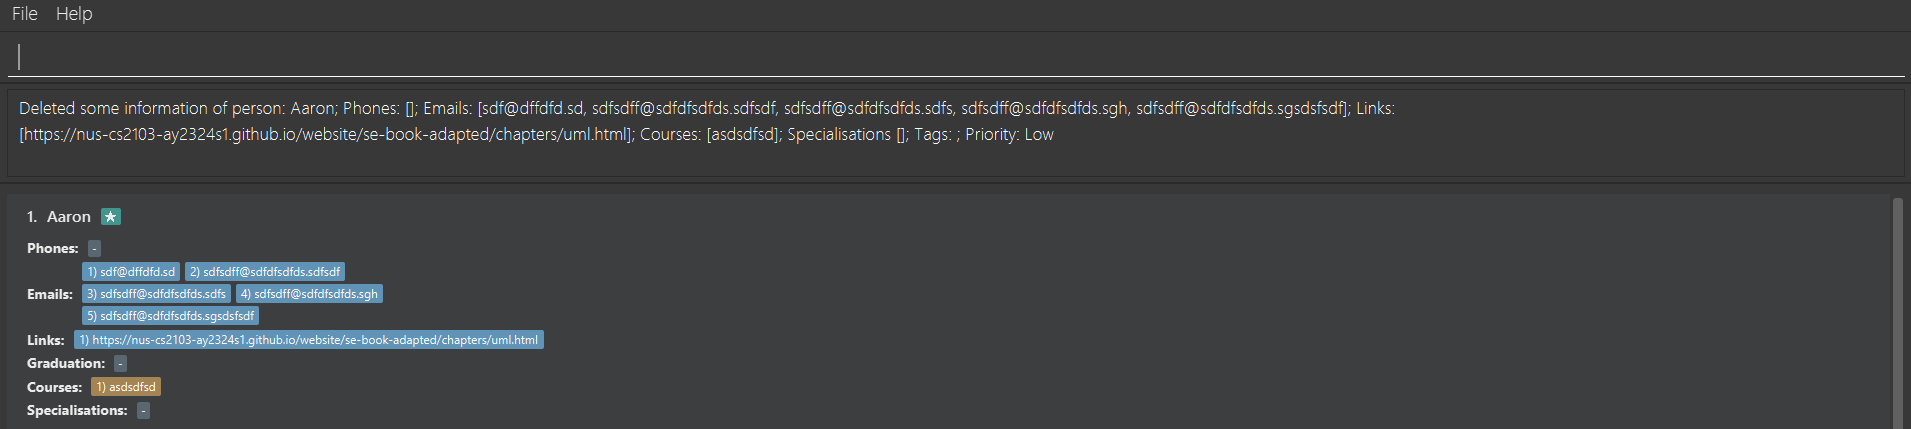 File Help
Deleted some information of person: Aaron; Phones: []; Emails: [sdf@dffdfd.sd, sdfsdff@sdfdfsdfds.sdfsdf, sdfsdff@sdfdfsdfds.sdfs, sdfsdff@sdfdfsdfds.sgh, sdfsdff@sdfdfsdfds.sgsdsfsdf]; Links:
[https://nus-cs2103-ay2324s1.github.io/website/se-book-adapted/chapters/uml.html]; Courses: [asdsdfsd]; Specialisations []; Tags: ; Priority: Low
1. Aaron
Phones: -
1) sdf@dffdfd.sd 2) sdfsdff@sdfdfsdfds.sdfsdf
Emails: 3) sdfsdff@sdfdfsdfds.sdfs 4) sdfsdff@sdfdfsdfds.sgh
5) sdfsdff@sdfdfsdfds.sgsdsfsdf
Links: 1) https://nus-cs2103-ay2324s1.github.io/website/se-book-adapted/chapters/uml.html
Graduation: -
Courses: 1) asdsdfsd
Specialisations: -